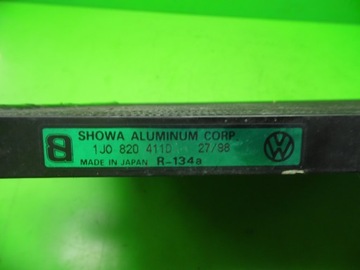 SHOWA ALUMINUM CORP.
1J0 820 411D 27/98
MADE IN JAPAN R-134a